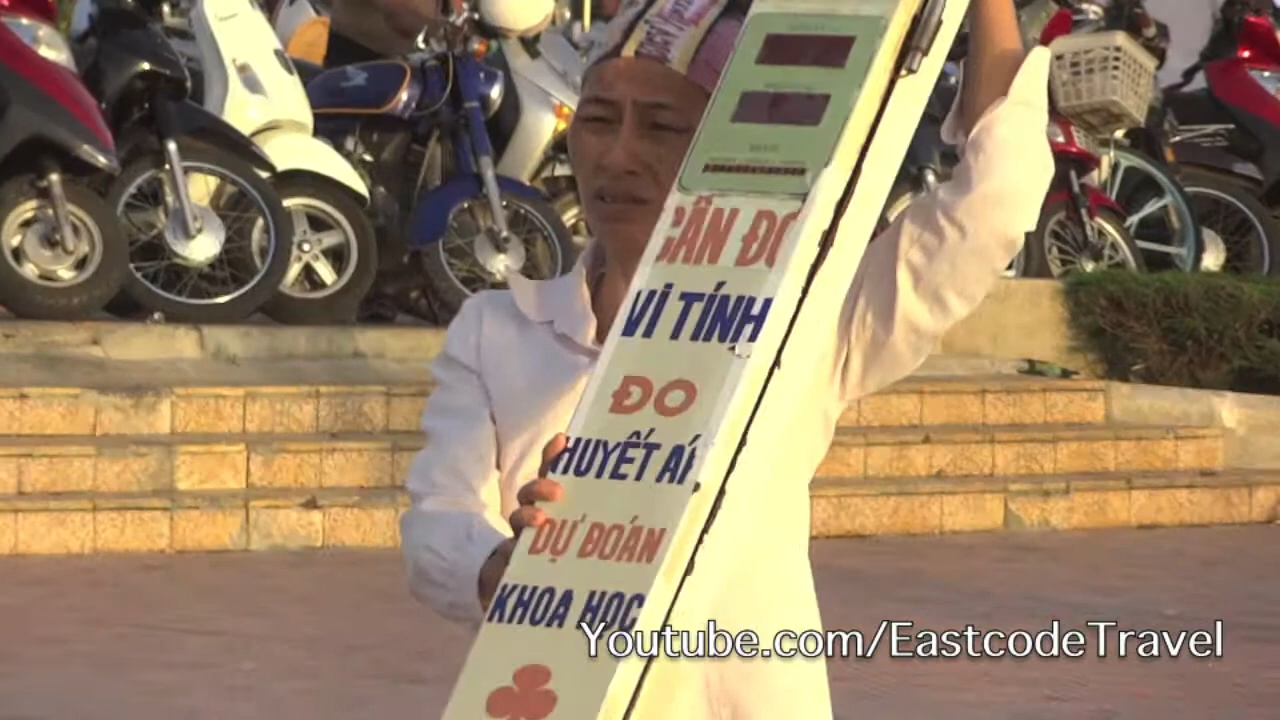 CÂN ĐO
VI TÍNH
ĐO
HUYẾT ÁP
DỰ ĐOÁN
KHOA HỌC
Youtube.com/EastcodeTravel